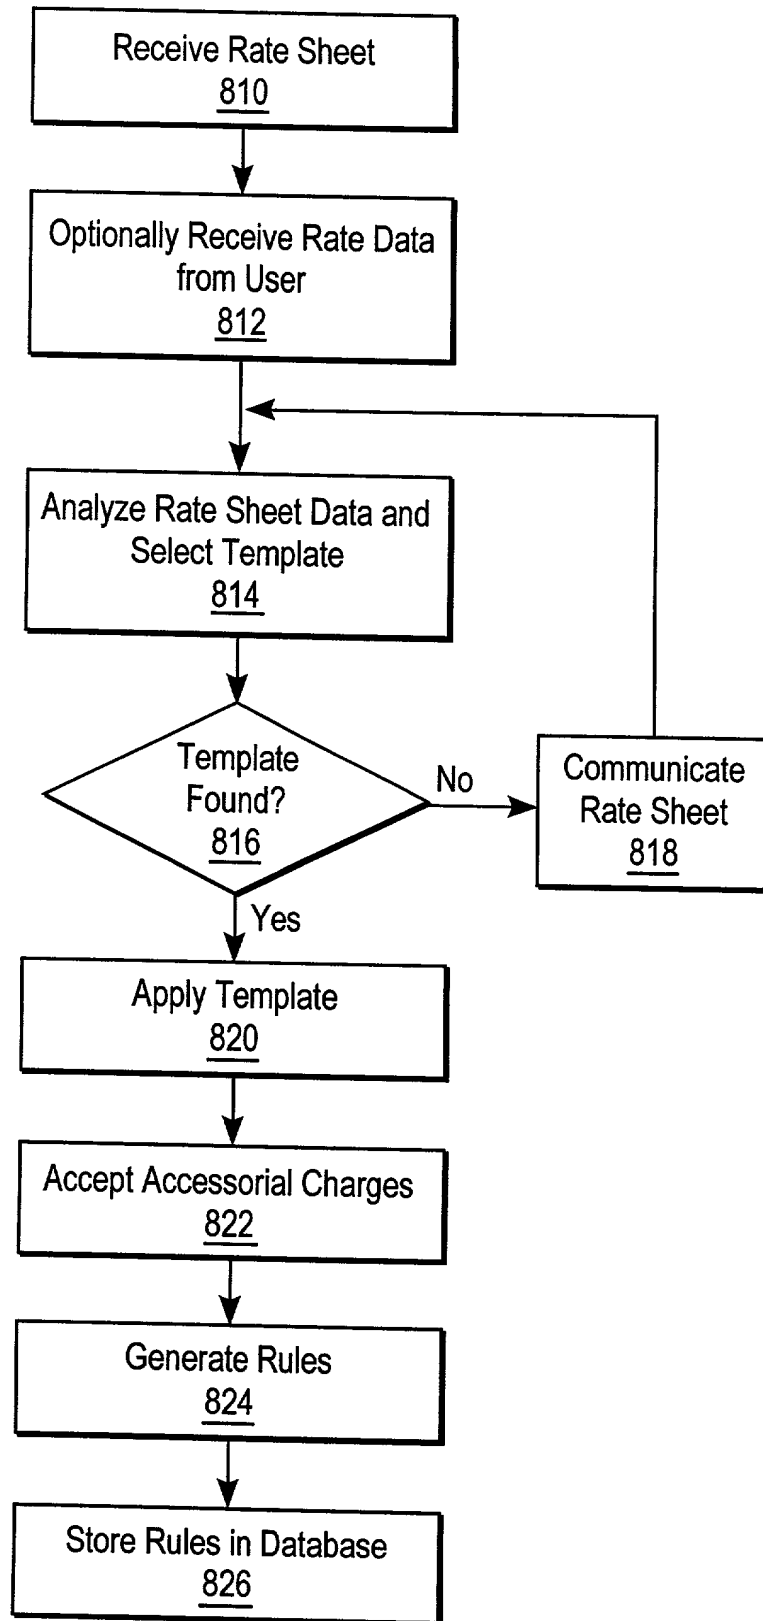 Receive Rate Sheet
810
Optionally Receive Rate Data
from User
812
Analyze Rate Sheet Data and
Select Template
814
Template
Found?
816
No
Communicate
Rate Sheet
818
Yes
Apply Template
820
Accept Accessorial Charges
822
Generate Rules
824
Store Rules in Database
826